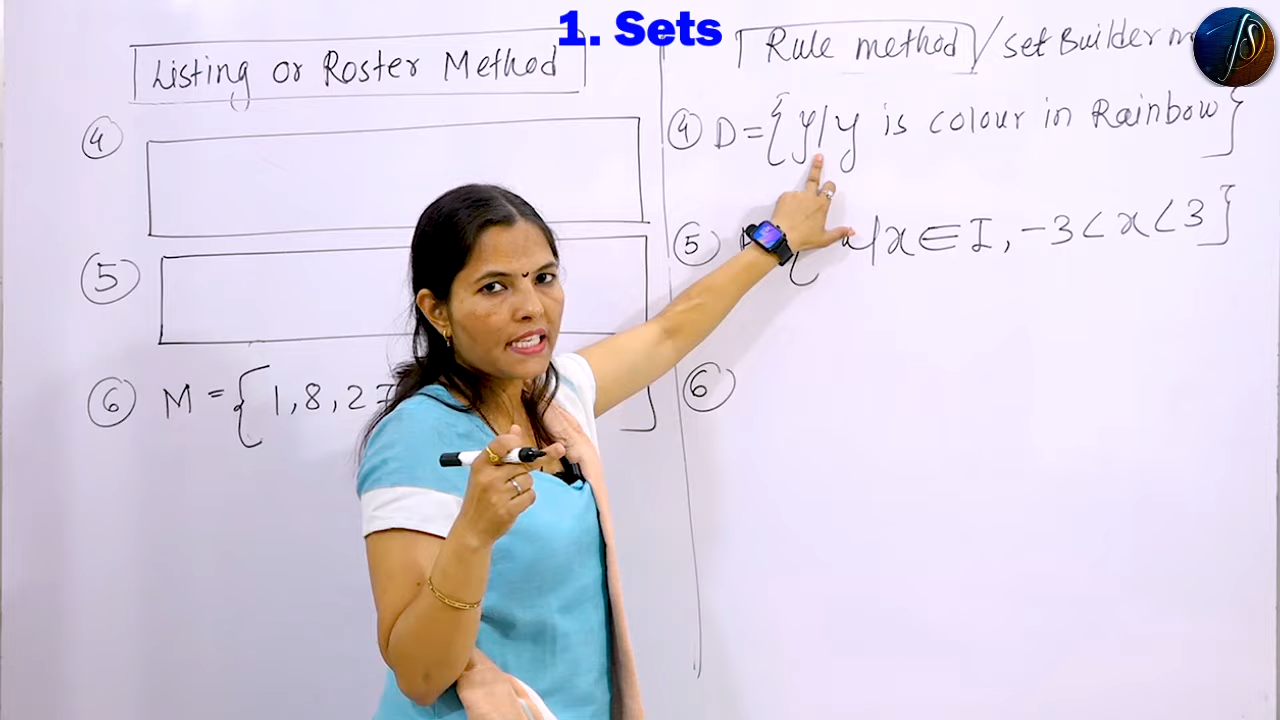 1. Sets
Listing or Roster Method
Rule method / set Builder
④ D = {y/y is colour in Rainbow}
⑤ /x ∈ I, -3 < x < 3}
④
⑤
⑥ M = {1, 8, 27 }
⑥